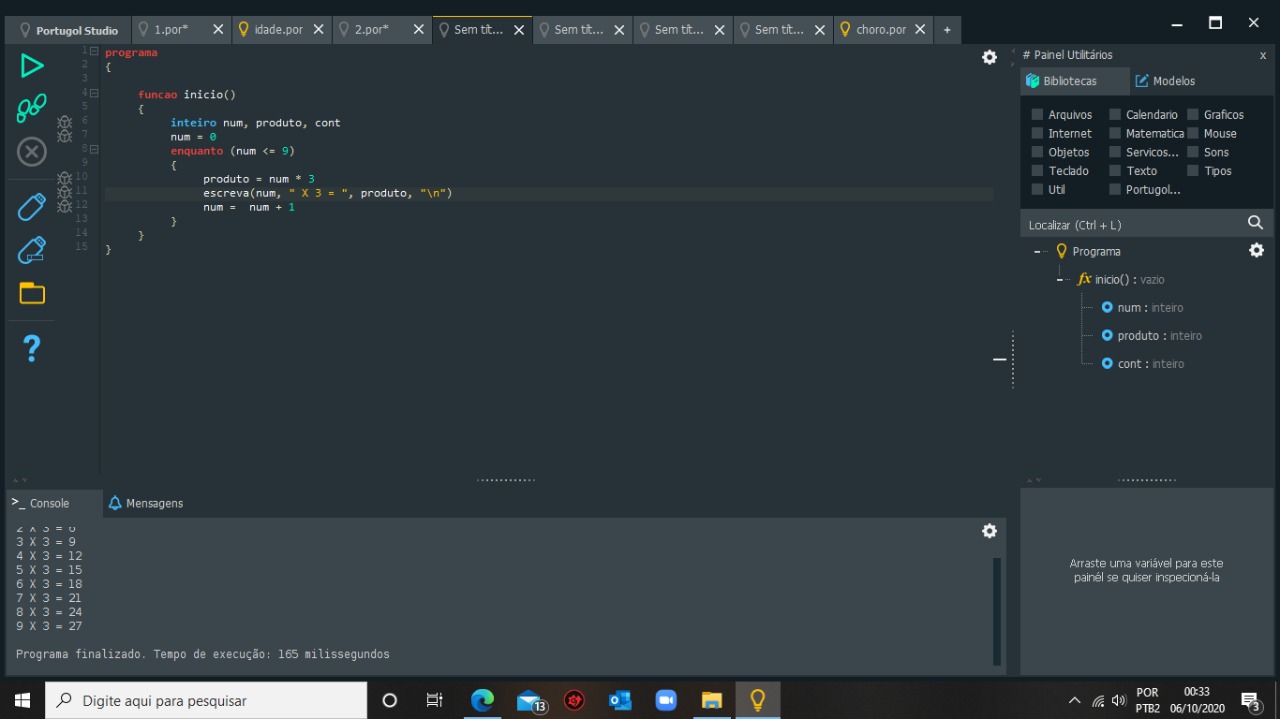 Portugol Studio
1.por*
idade.por
2.por*
Sem tít...
Sem tít...
Sem tít...
Sem tít...
choro.por
+
1 programa
2 {
3
4 funcao inicio()
5 {
6 inteiro num, produto, cont
7 num = 0
8 enquanto (num <= 9)
9 {
10 produto = num * 3
11 escreva(num, " X 3 = ", produto, "\n")
12 num =  num + 1
13 }
14 }
15 }
# Painel Utilitários x
Bibliotecas Modelos
Arquivos Calendario Graficos
Internet Matematica Mouse
Objetos Servicos... Sons
Teclado Texto Tipos
Util Portugol...
Localizar (Ctrl + L)
Programa
fx inicio() : vazio
num : inteiro
produto : inteiro
cont : inteiro
>_ Console
Mensagens
2 X 3 = 6
3 X 3 = 9
4 X 3 = 12
5 X 3 = 15
6 X 3 = 18
7 X 3 = 21
8 X 3 = 24
9 X 3 = 27
Programa finalizado. Tempo de execução: 165 milissegundos
Arraste uma variável para este
painél se quiser inspecioná-la
Digite aqui para pesquisar
13
POR
PTB2
00:33
06/10/2020
3